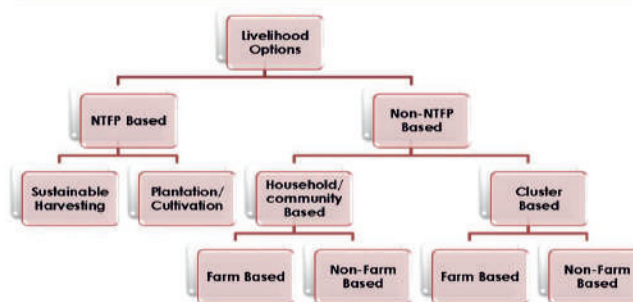 Livelihood
Options
NTFP Based
Non-NTFP
Based
Sustainable
Harvesting
Plantation/
Cultivation
Household/
community
Based
Cluster
Based
Farm Based
Non-Farm
Based
Farm Based
Non-Farm
Based